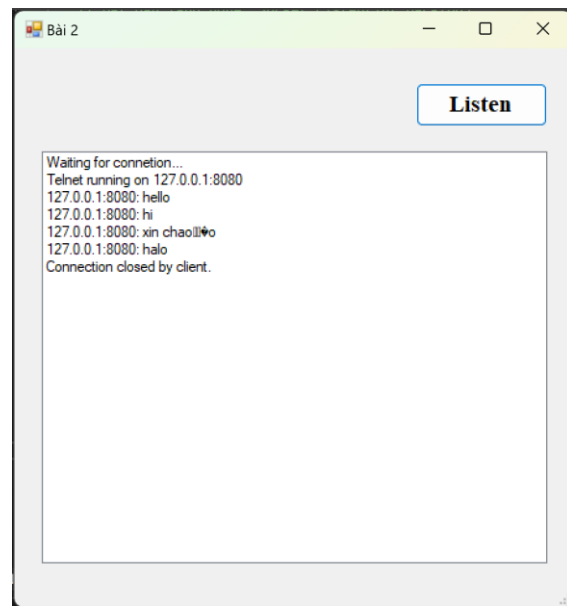 Bài 2
Listen
Waiting for connetion...
Telnet running on 127.0.0.1:8080
127.0.0.1:8080: hello
127.0.0.1:8080: hi
127.0.0.1:8080: xin chao▯▯▯�o
127.0.0.1:8080: halo
Connection closed by client.